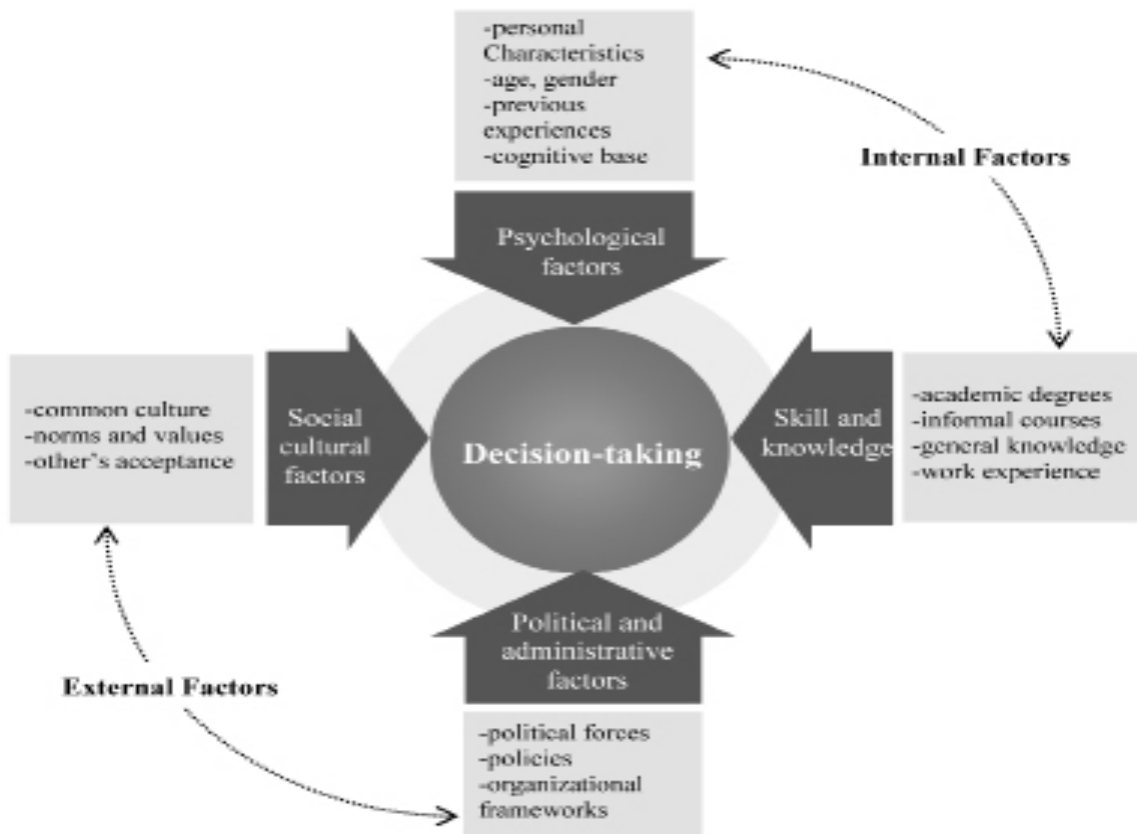 -personal
Characteristics
-age, gender
-previous
experiences
-cognitive base
Internal Factors
Psychological
factors
-common culture
-norms and values
-other's acceptance
Social
cultural
factors
Decision-taking
Skill and
knowledge
-academic degrees
-informal courses
-general knowledge
-work experience
External Factors
Political and
administrative
factors
-political forces
-policies
-organizational
frameworks